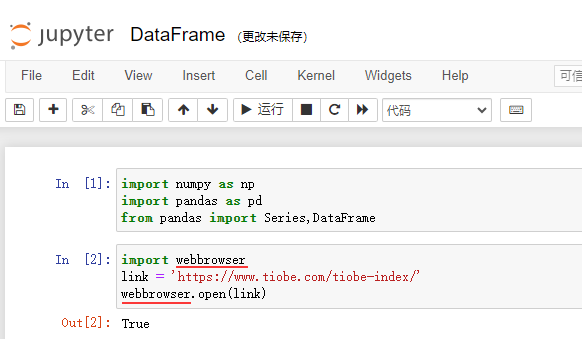 jupyter DataFrame (更改未保存)
File Edit View Insert Cell Kernel Widgets Help 可信
运行 代码
In [1]: import numpy as np
import pandas as pd
from pandas import Series,DataFrame
In [2]: import webbrowser
link = 'https://www.tiobe.com/tiobe-index/'
webbrowser.open(link)
Out[2]: True